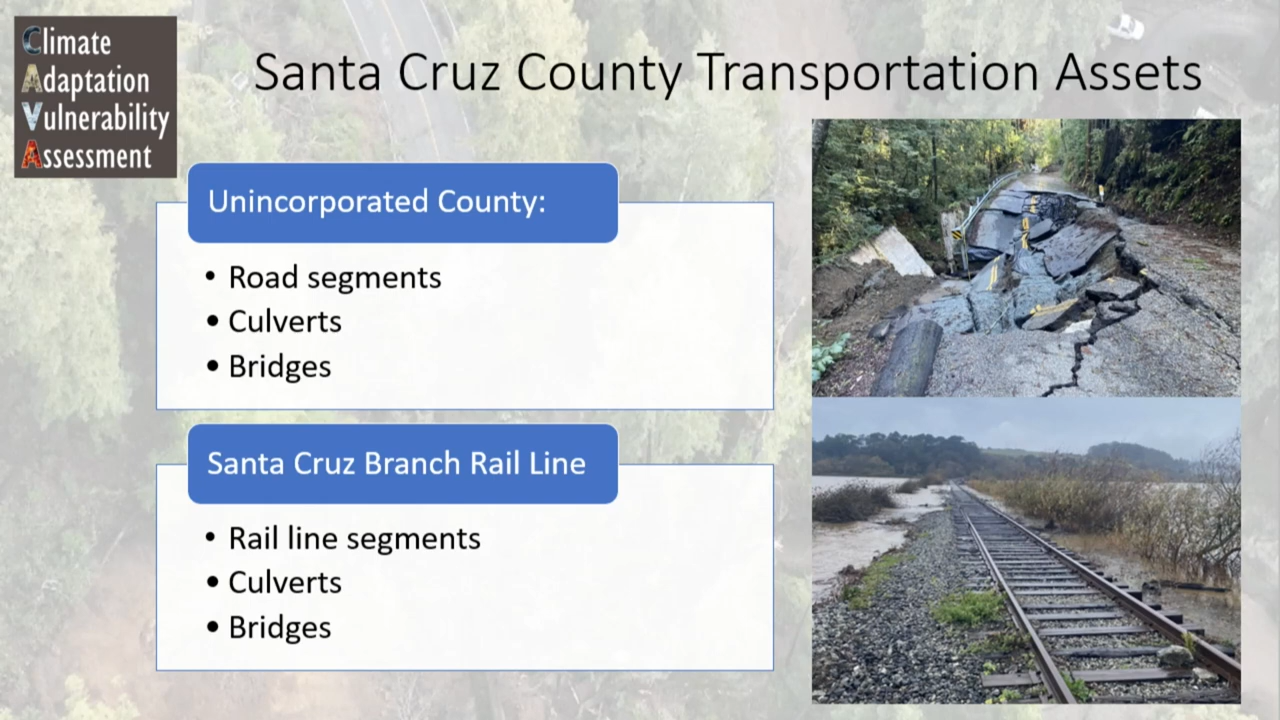 Climate
Adaptation
Vulnerability
Assessment
Santa Cruz County Transportation Assets
Unincorporated County:
• Road segments
• Culverts
• Bridges
Santa Cruz Branch Rail Line
• Rail line segments
• Culverts
• Bridges